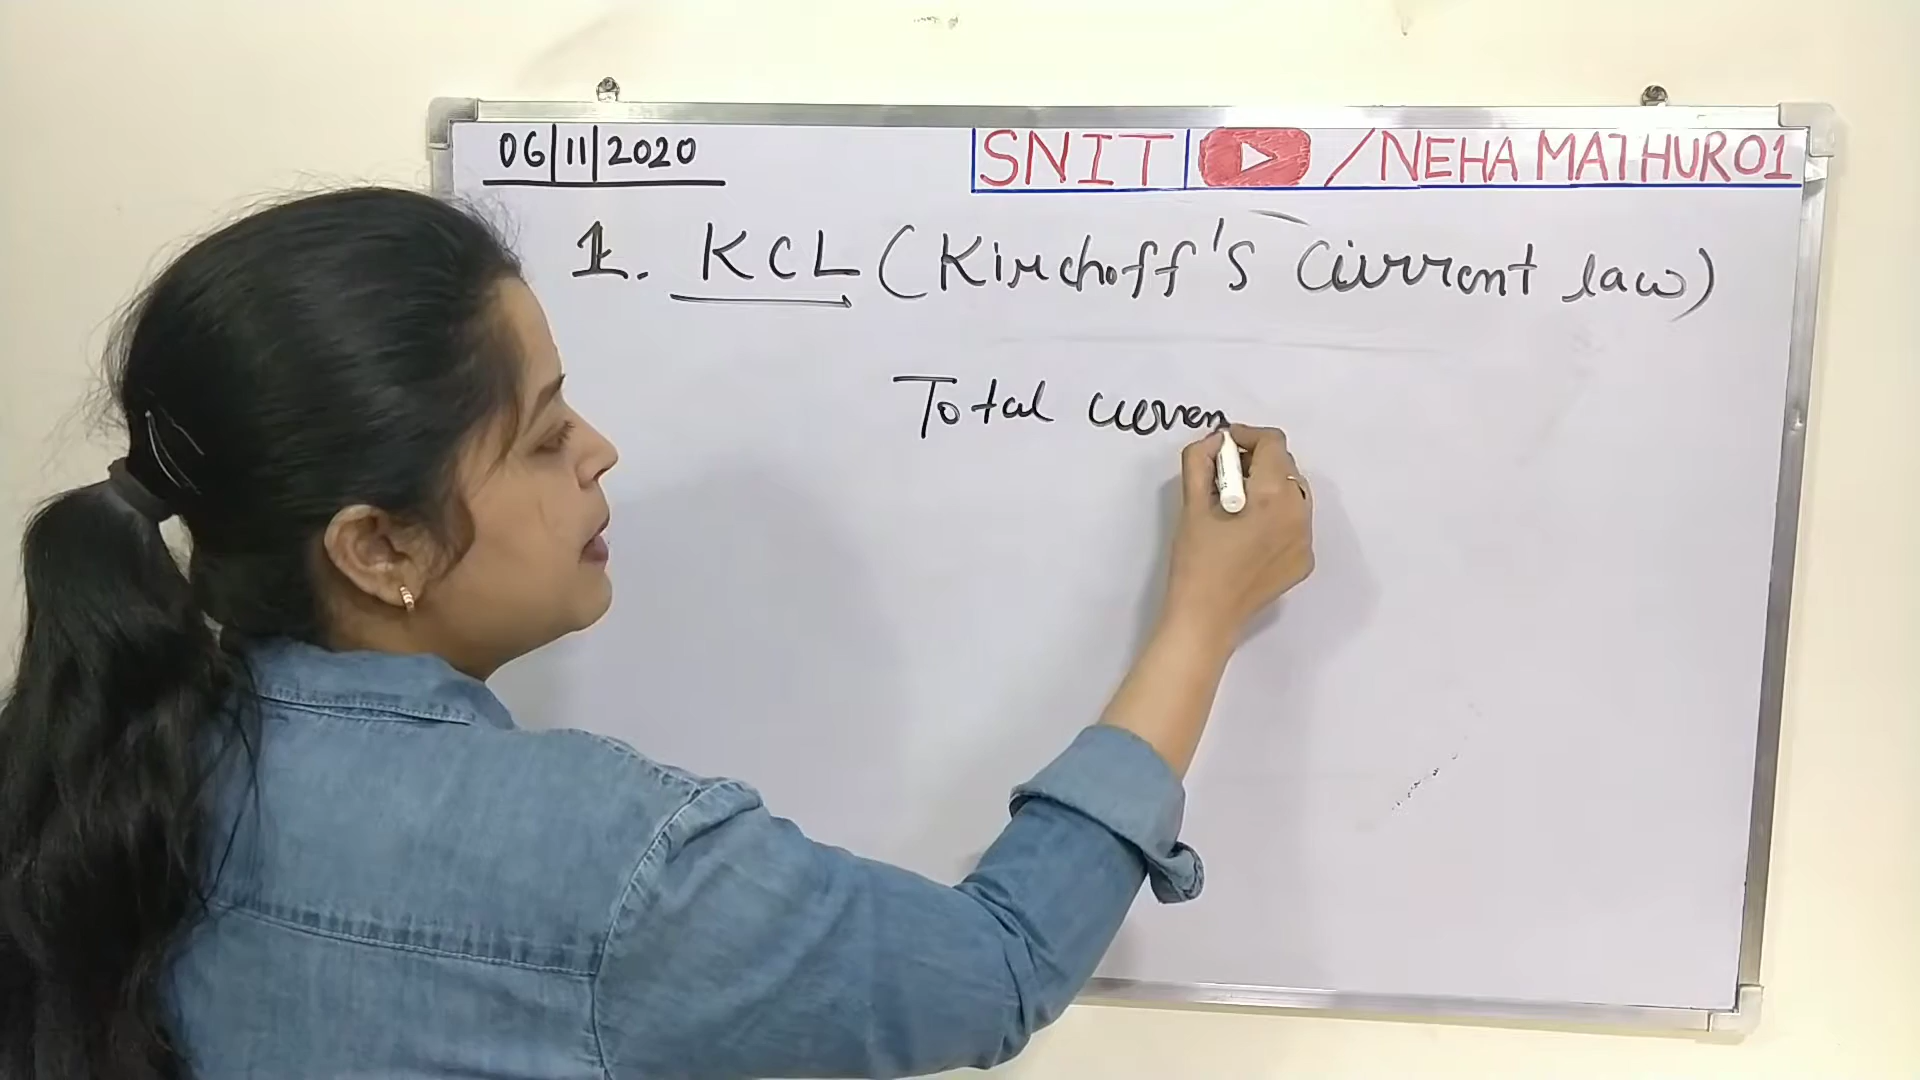 06|11|2020
SNIT /NEHA MATHUR01
1. KCL (Kirchoff's Current law)
Total curren